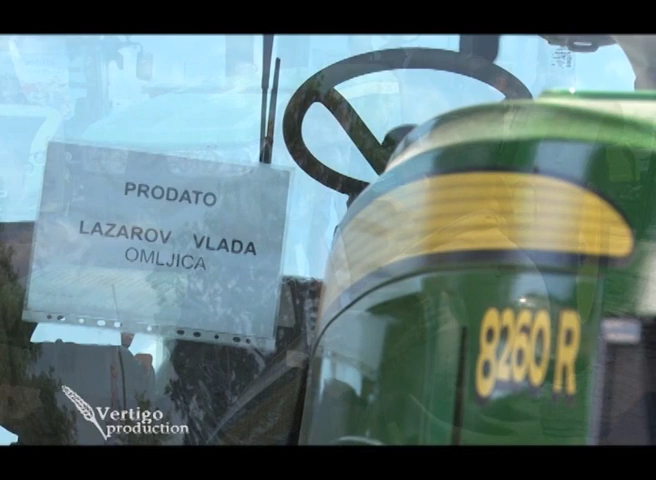 PRODATO
LAZAROV VLADA
OMLJICA
8260 R
Vertigo
production